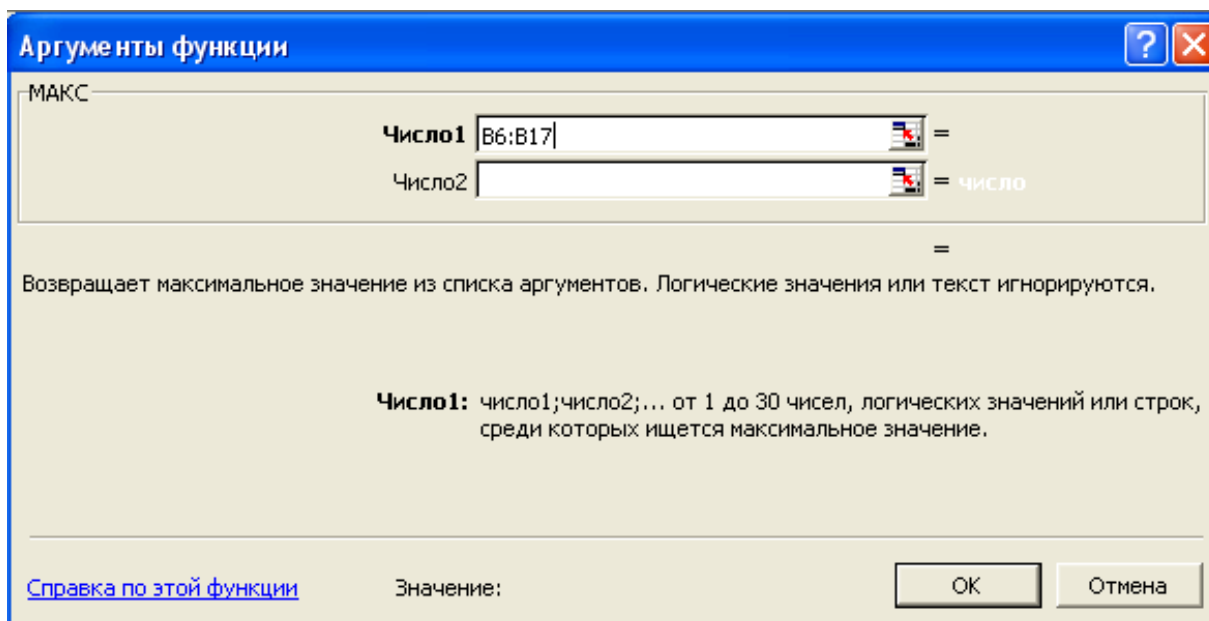 Аргументы функции
МАКС
Число1 B6:B17 =
Число2 = число
=
Возвращает максимальное значение из списка аргументов. Логические значения или текст игнорируются.
Число1: число1;число2;... от 1 до 30 чисел, логических значений или строк,
среди которых ищется максимальное значение.
Справка по этой функции Значение: ОК Отмена